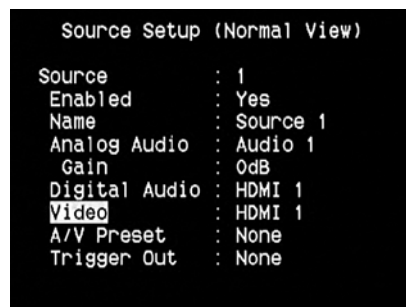 Source Setup (Normal View)
Source : 1
Enabled : Yes
Name : Source 1
Analog Audio : Audio 1
Gain : 0dB
Digital Audio : HDMI 1
Video : HDMI 1
A/V Preset : None
Trigger Out : None